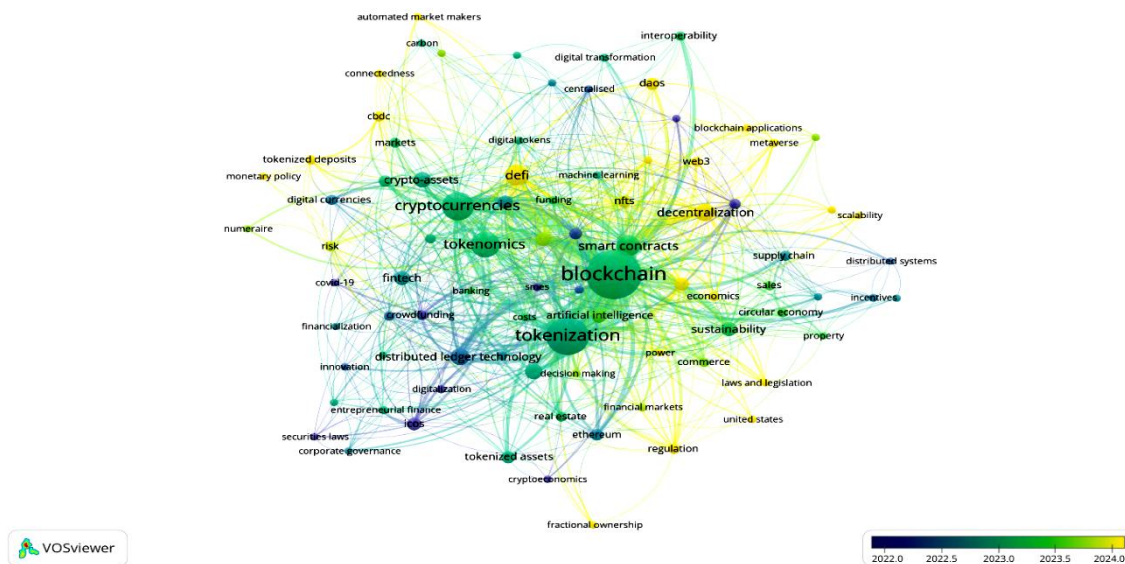 automated market makers
interoperability
carbon
digital transformation
connectedness
daos
centralised
cbdc
blockchain applications
markets
digital tokens
metaverse
tokenized deposits
web3
defi
machine learning
monetary policy
crypto-assets
digital currencies
funding
nfts
cryptocurrencies
decentralization
scalability
numeraire
risk
tokenomics
smart contracts
supply chain
distributed systems
blockchain
covid-19
fintech
smes
sales
banking
economics
incentives
crowdfunding
costs
artificial intelligence
circular economy
financialization
tokenization
sustainability
property
distributed ledger technology
power
innovation
decision making
commerce
digitalization
laws and legislation
entrepreneurial finance
real estate
financial markets
icos
united states
securities laws
ethereum
corporate governance
tokenized assets
regulation
cryptoeconomics
fractional ownership
VOSviewer
2022.0 2022.5 2023.0 2023.5 2024.0